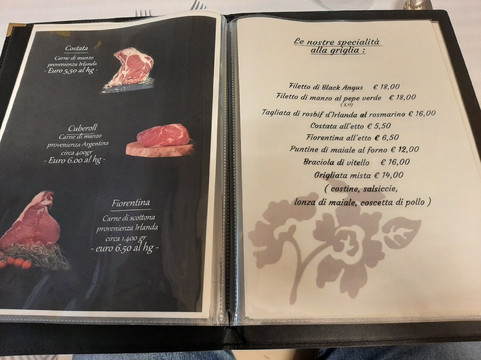 Costata
Carne di manzo
provenienza Irlanda
- Euro 5,50 al hg -
Cuberoll
Carne di manzo
provenienza Argentina
circa 400gr
- Euro 6.00 al hg -
Fiorentina
Carne di scottona
provenienza Irlanda
circa 1.400 gr
- euro 6,50 al hg -
Le nostre specialità
alla griglia :
Filetto di Black Angus € 18,00
Filetto di manzo al pepe verde € 18,00
Tagliata di rosbif d'Irlanda al rosmarino € 16,00
Costata all'etto € 5,50
Fiorentina all'etto € 6,50
Puntine di maiale al forno € 12,00
Braciola di vitello € 16,00
Grigliata mista € 14,00
( costine, salsiccie,
lonza di maiale, coscetta di pollo )